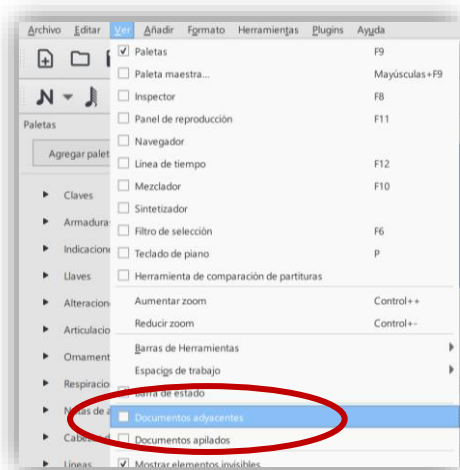 Archivo Editar Ver Añadir Formato Herramientas Plugins Ayuda
Paletas F9
Paleta maestra... Mayúsculas+F9
Inspector F8
Paletas
Panel de reproducción F11
Navegador
Agregar palet
Línea de tiempo F12
Mezclador F10
Claves
Sintetizador
Armadura
Filtro de selección F6
Indicacione
Teclado de piano P
Llaves
Herramienta de comparación de partituras
Alteracion
Aumentar zoom Control++
Articulacio
Reducir zoom Control+-
Ornament
Barras de Herramientas
Espacios de trabajo
Respiracio
Barra de estado
Documentos adyacentes
Documentos apilados
Líneas
Mostrar elementos invisibles